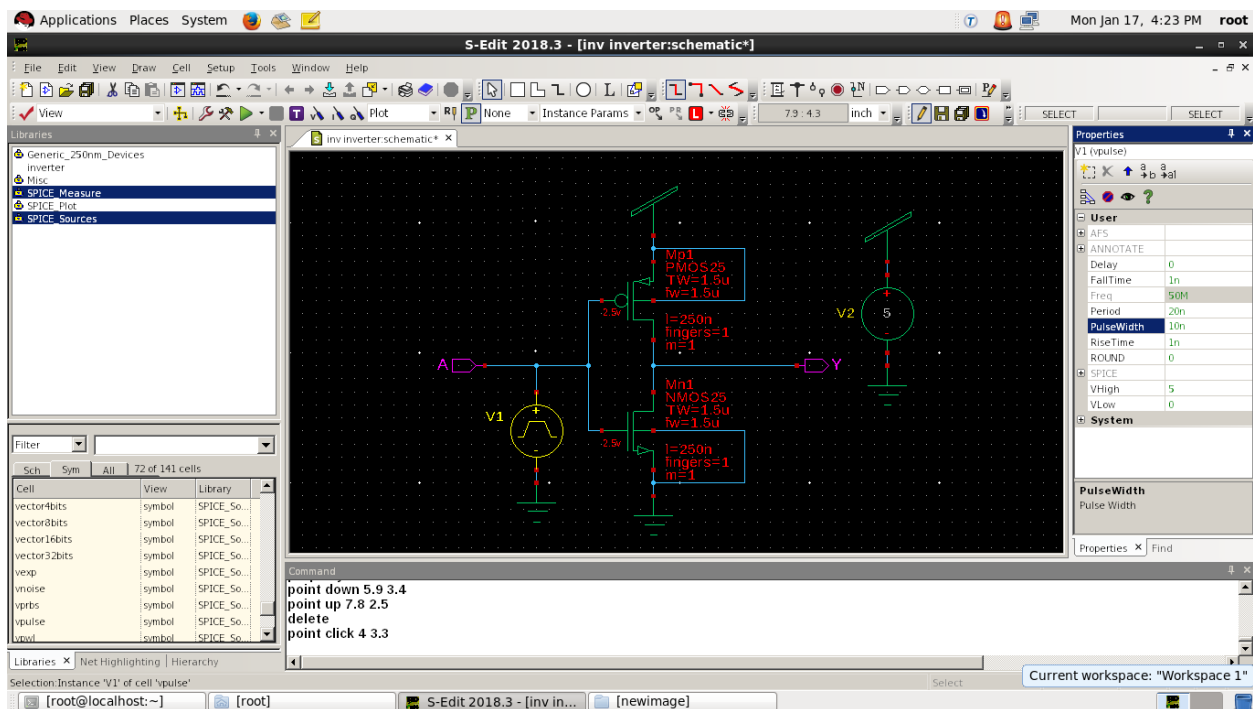 Applications Places System
Mon Jan 17, 4:23 PM root
S-Edit 2018.3 - [inv inverter:schematic*]
File Edit View Draw Cell Setup Tools Window Help
View
Plot
None
Instance Params
7.9 : 4.3
inch
SELECT
SELECT
Libraries
Generic_250nm_Devices
inverter
Misc
SPICE_Measure
SPICE_Plot
SPICE_Sources
Filter
Sch Sym All 72 of 141 cells
Cell View Library
vector4bits symbol SPICE_So...
vector8bits symbol SPICE_So...
vector16bits symbol SPICE_So...
vector32bits symbol SPICE_So...
vexp symbol SPICE_So...
vnoise symbol SPICE_So...
vprbs symbol SPICE_So...
vpulse symbol SPICE_So...
vpwl symbol SPICE_So...
Libraries Net Highlighting Hierarchy
inv inverter:schematic*
Mp1
PMOS25
TW=1.5u
fw=1.5u
2.5v
l=250n
fingers=1
m=1
V2 5
A
Y
V1
Mn1
NMOS25
TW=1.5u
fw=1.5u
2.5v
l=250n
fingers=1
m=1
Command
point down 5.9 3.4
point up 7.8 2.5
delete
point click 4 3.3
Properties
V1 (vpulse)
User
AFS
ANNOTATE
Delay 0
FallTime 1n
Freq 50M
Period 20n
PulseWidth 10n
RiseTime 1n
ROUND 0
SPICE
VHigh 5
VLow 0
System
PulseWidth
Pulse Width
Properties Find
Selection:Instance 'V1' of cell 'vpulse'
Select
Current workspace: "Workspace 1"
[root@localhost:~]
[root]
S-Edit 2018.3 - [inv in...
[newimage]